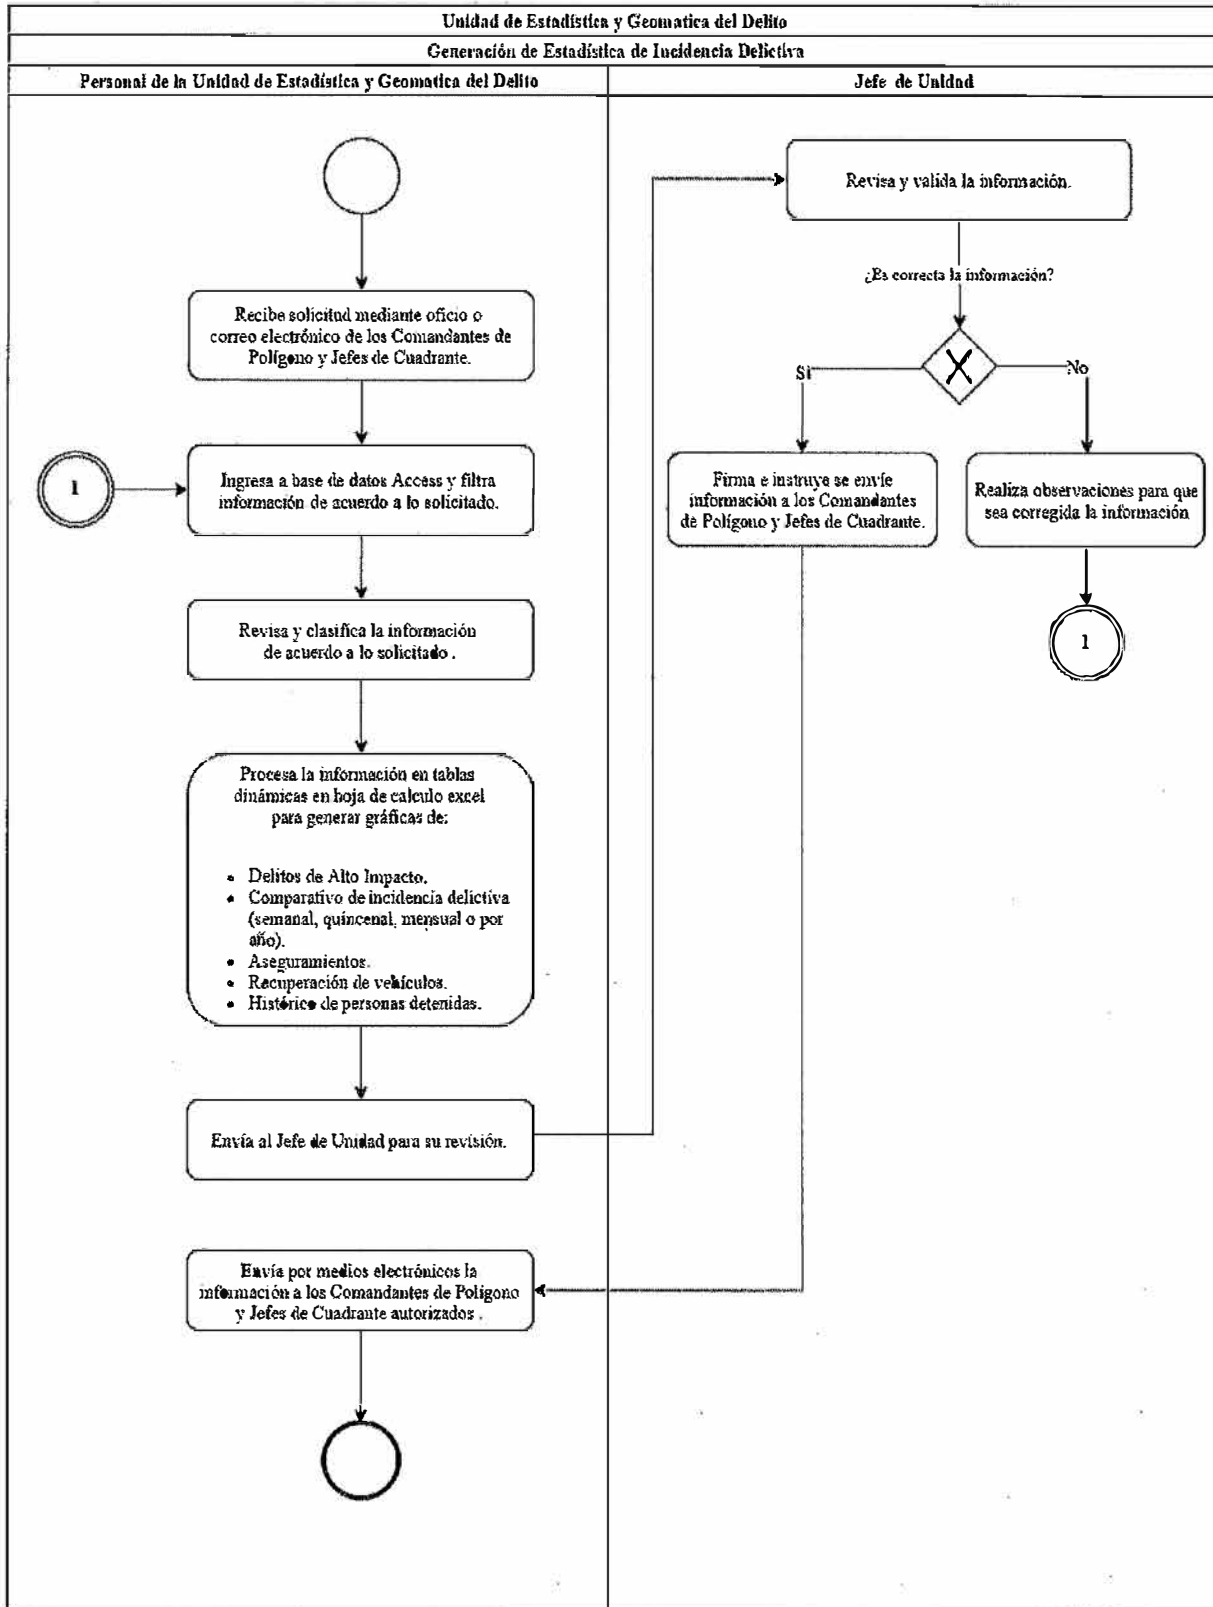 Unidad de Estadística y Geomatica del Delito
Generación de Estadística de Incidencia Delictiva
Personal de la Unidad de Estadística y Geomatica del Delito
Jefe de Unidad
Recibe solicitud mediante oficio o
correo electrónico de los Comandantes de
Polígono y Jefes de Cuadrante.
1
Ingresa a base de datos Access y filtra
información de acuerdo a lo solicitado.
Revisa y clasifica la información
de acuerdo a lo solicitado .
Procesa la información en tablas
dinámicas en hoja de calculo excel
para generar gráficas de:
• Delitos de Alto Impacto.
• Comparativo de incidencia delictiva
(semanal, quincenal, mensual o por
año).
• Aseguramientos.
• Recuperación de vehículos.
• Histórico de personas detenidas.
Envía al Jefe de Unidad para su revisión.
Revisa y valida la información.
¿Es correcta la información?
Si
No
Firma e instruye se envíe
información a los Comandantes
de Polígono y Jefes de Cuadrante.
Realiza observaciones para que
sea corregida la información
1
Envía por medios electrónicos la
información a los Comandantes de Polígono
y Jefes de Cuadrante autorizados .